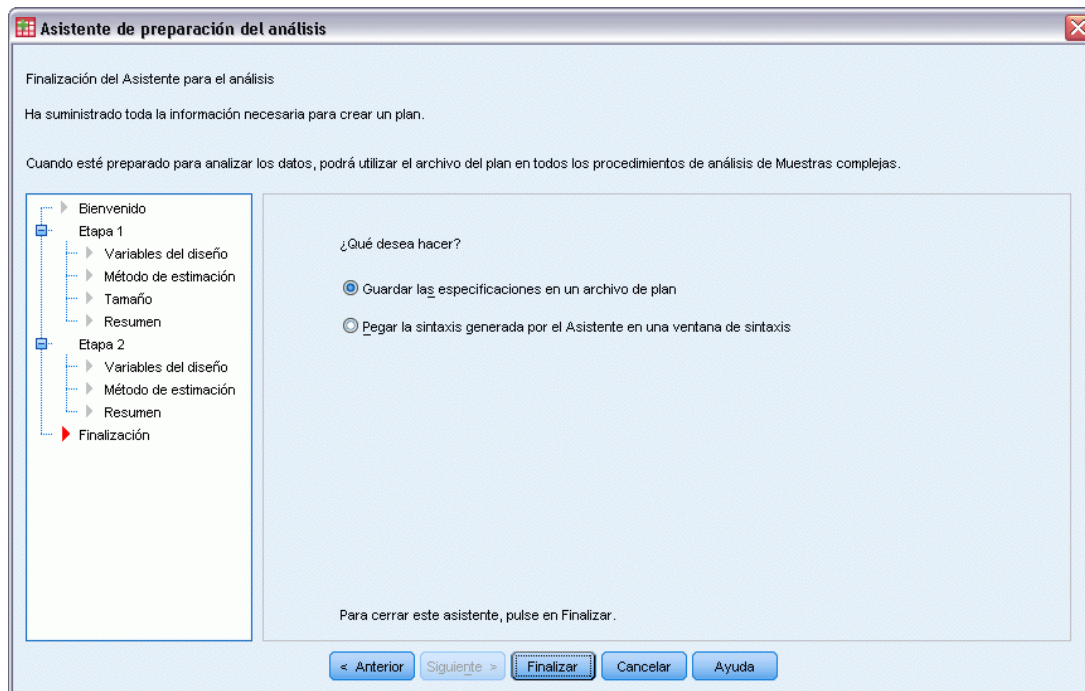 Asistente de preparación del análisis
Finalización del Asistente para el análisis
Ha suministrado toda la información necesaria para crear un plan.
Cuando esté preparado para analizar los datos, podrá utilizar el archivo del plan en todos los procedimientos de análisis de Muestras complejas.
Bienvenido
Etapa 1
Variables del diseño
Método de estimación
Tamaño
Resumen
Etapa 2
Variables del diseño
Método de estimación
Resumen
Finalización
¿Qué desea hacer?
Guardar las especificaciones en un archivo de plan
Pegar la sintaxis generada por el Asistente en una ventana de sintaxis
Para cerrar este asistente, pulse en Finalizar.
< Anterior Siguiente > Finalizar Cancelar Ayuda